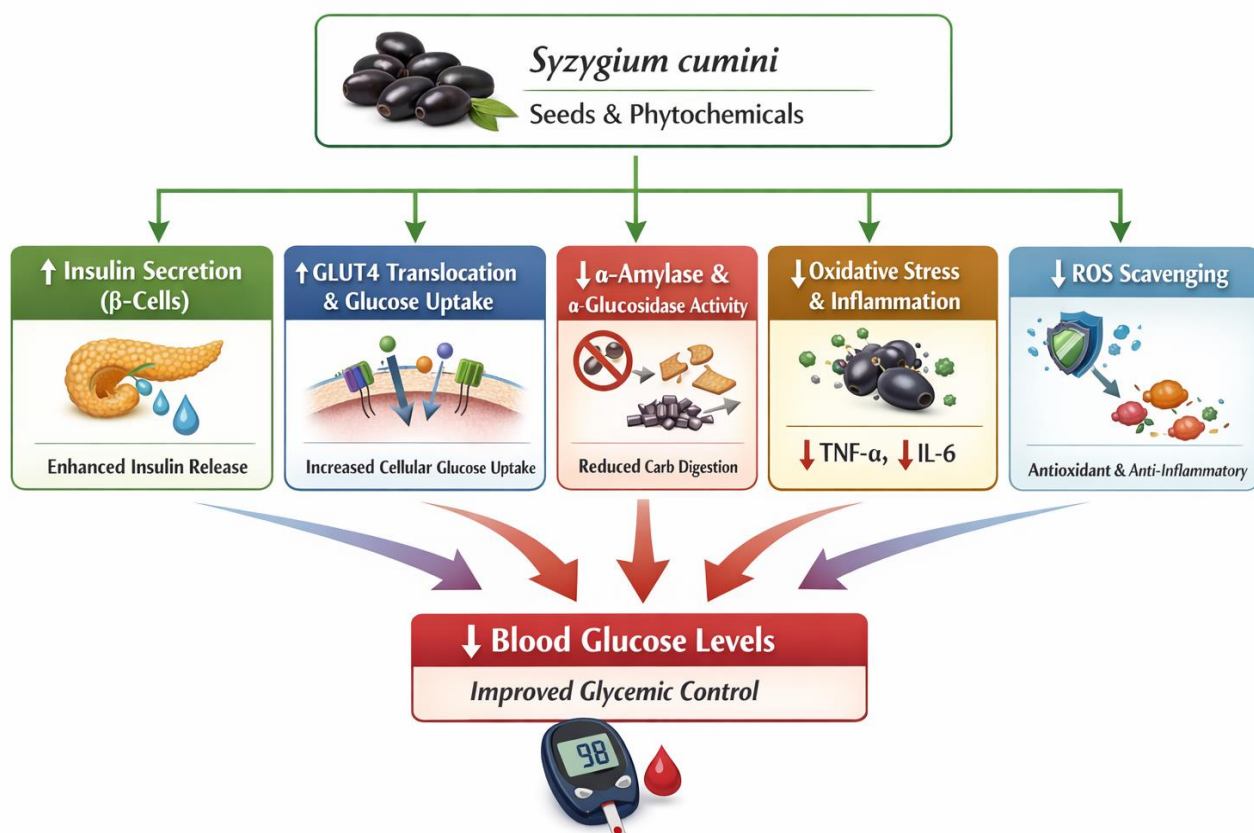 Syzygium cumini
Seeds & Phytochemicals
↑ Insulin Secretion
(β-Cells)
Enhanced Insulin Release
↑ GLUT4 Translocation
& Glucose Uptake
Increased Cellular Glucose Uptake
↓ α-Amylase &
α-Glucosidase Activity
Reduced Carb Digestion
↓ Oxidative Stress
& Inflammation
↓ TNF-α, ↓ IL-6
↓ ROS Scavenging
Antioxidant & Anti-Inflammatory
↓ Blood Glucose Levels
Improved Glycemic Control
98